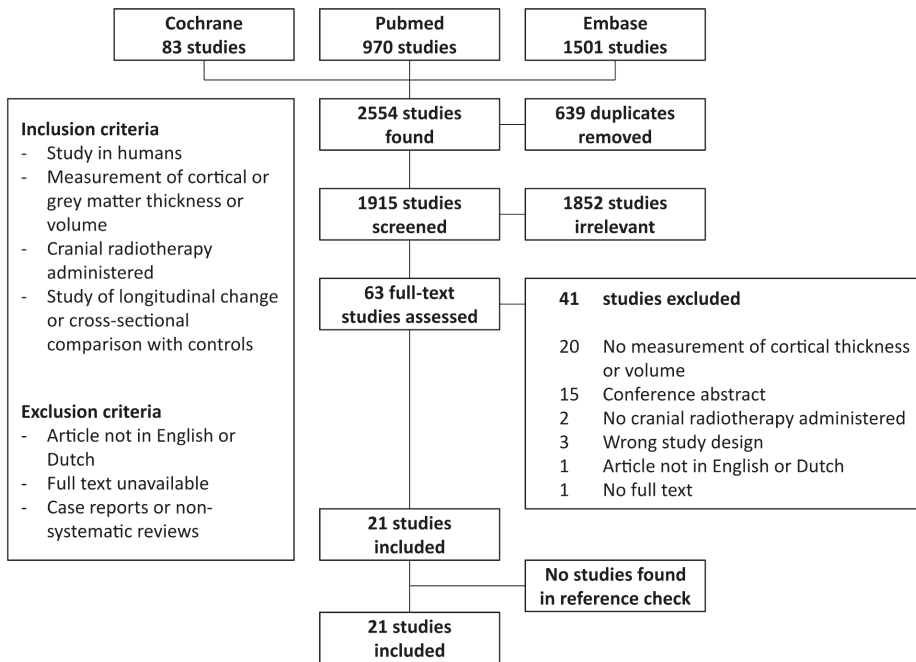 Cochrane
83 studies
Pubmed
970 studies
Embase
1501 studies
2554 studies
found
639 duplicates
removed
Inclusion criteria
- Study in humans
- Measurement of cortical or
grey matter thickness or
volume
- Cranial radiotherapy
administered
- Study of longitudinal change
or cross-sectional
comparison with controls
Exclusion criteria
- Article not in English or
Dutch
- Full text unavailable
- Case reports or non-
systematic reviews
1915 studies
screened
1852 studies
irrelevant
63 full-text
studies assessed
41 studies excluded
20 No measurement of cortical thickness
or volume
15 Conference abstract
2 No cranial radiotherapy administered
3 Wrong study design
1 Article not in English or Dutch
1 No full text
21 studies
included
No studies found
in reference check
21 studies
included